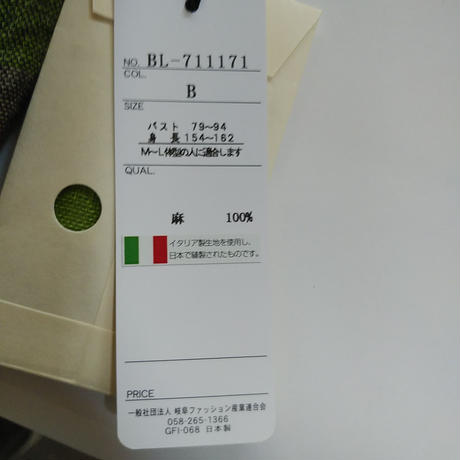 NO. BL-711171
COL.
B
SIZE
バスト 79~94
身長 154~162
M~L体型の人に適合します
QUAL.
麻 100%
イタリア製生地を使用し、
日本で縫製されたものです。
PRICE
一般社団法人 岐阜ファッション産業連合会
058-265-1366
GFI-068 日本製